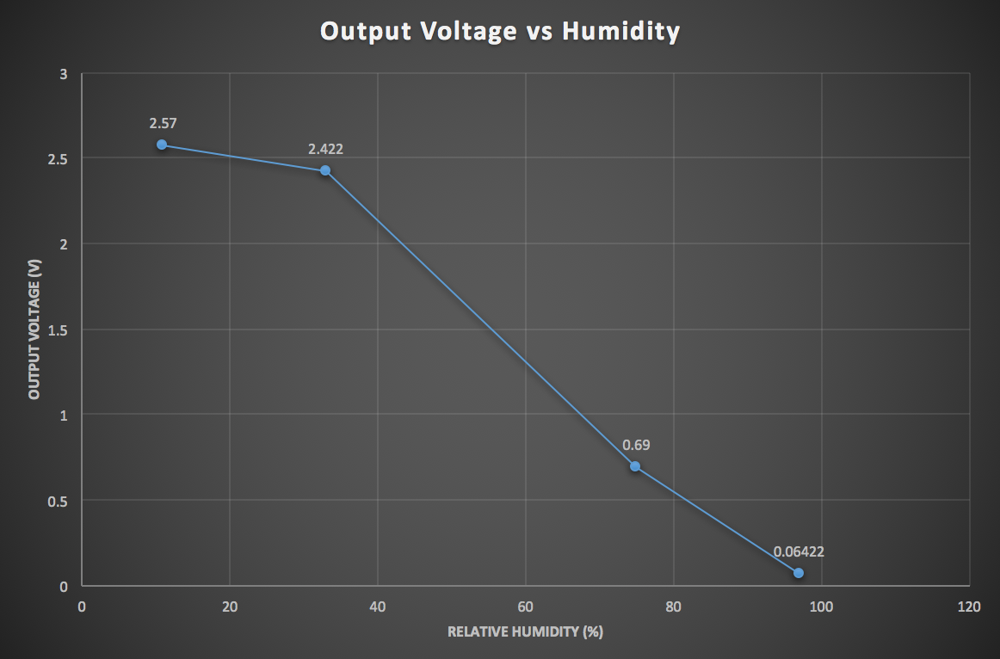 Output Voltage vs Humidity
3
2.57
2.422
2.5
2
OUTPUT VOLTAGE (V)
1.5
0.69
1
0.5
0.06422
0
0 20 40 60 80 100 120
RELATIVE HUMIDITY (%)